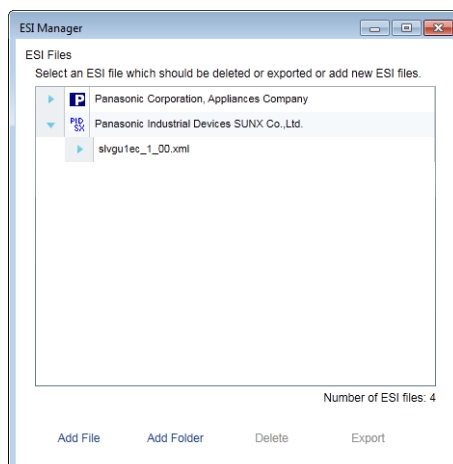 ESI Manager
ESI Files
Select an ESI file which should be deleted or exported or add new ESI files.
P Panasonic Corporation, Appliances Company
PID SX Panasonic Industrial Devices SUNX Co.,Ltd.
slvgu1ec_1_00.xml
Number of ESI files: 4
Add File Add Folder Delete Export